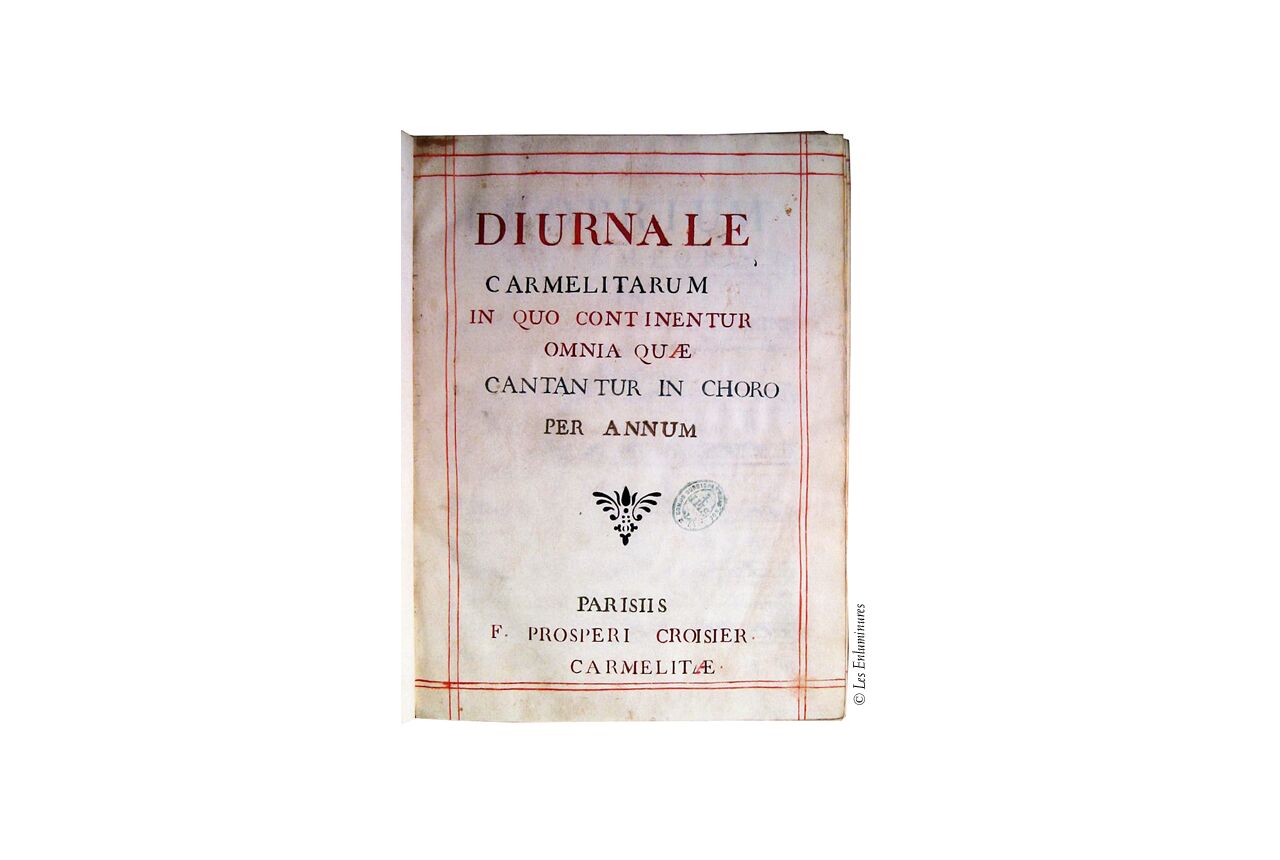 DIURNALE
CARMELITARUM
IN QUO CONTINENTUR
OMNIA QUÆ
CANTANTUR IN CHORO
PER ANNUM
PARISIIS
F. PROSPERI CROISIER.
CARMELITÆ.
© Les Enluminures